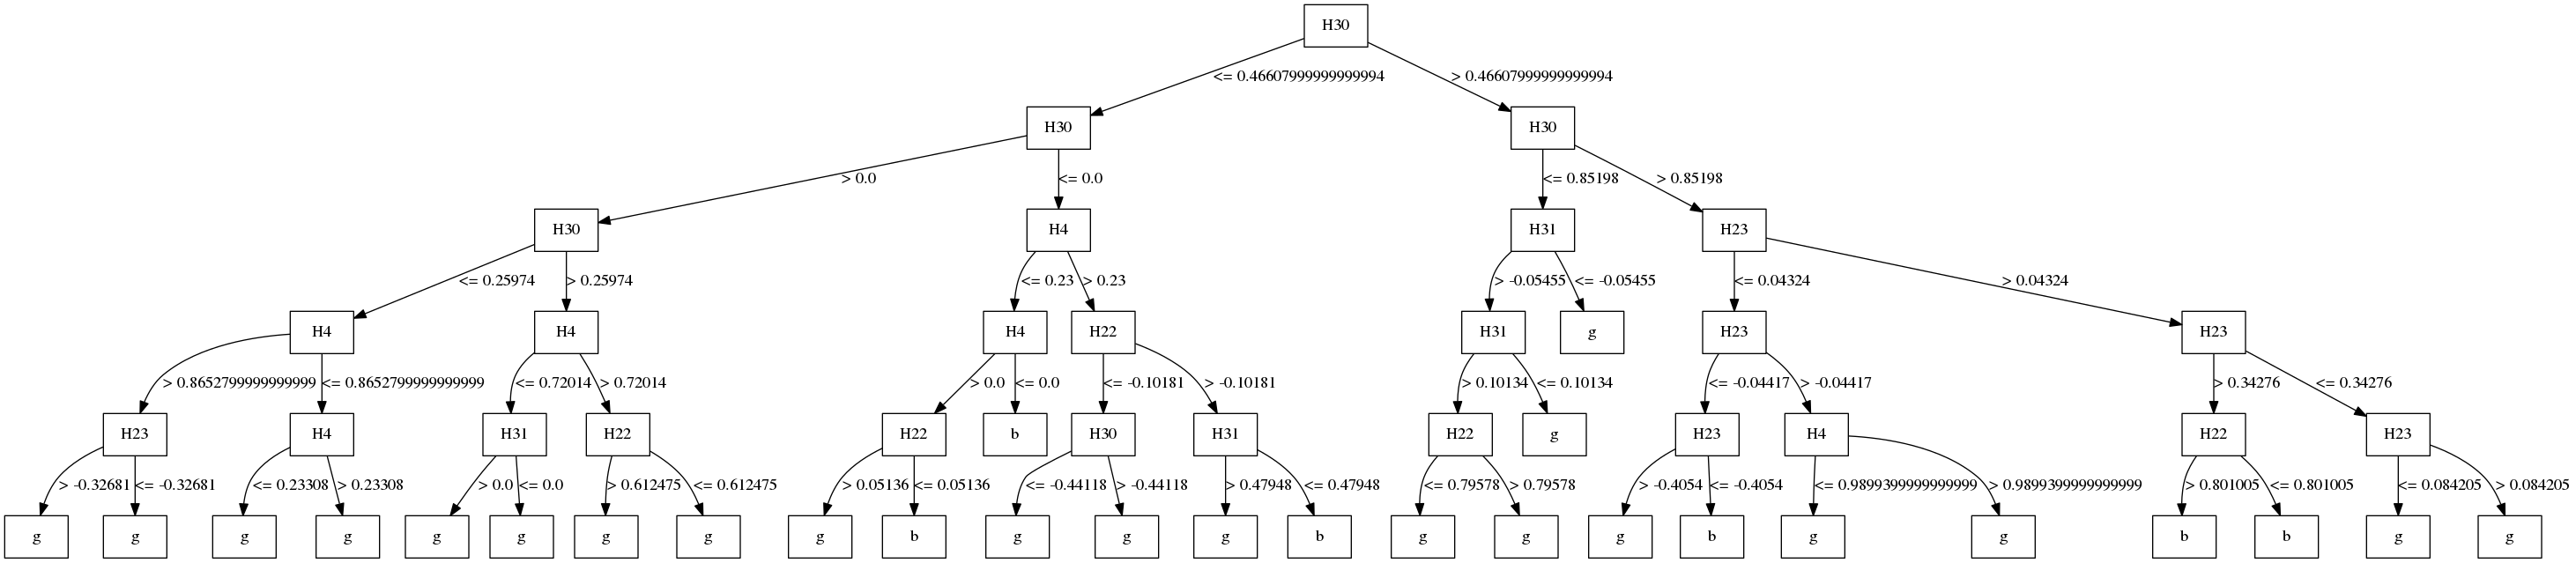 H30
<= 0.46607999999999994 > 0.46607999999999994
H30 H30
> 0.0 <= 0.0 <= 0.85198 > 0.85198
H30 H4 H31 H23
<= 0.25974 > 0.25974 <= 0.23 > 0.23 > -0.05455 <= -0.05455 <= 0.04324 > 0.04324
H4 H4 H4 H22 H31 g H23 H23
> 0.8652799999999999 <= 0.8652799999999999 <= 0.72014 > 0.72014 > 0.0 <= 0.0 <= -0.10181 > -0.10181 > 0.10134 <= 0.10134 <= -0.04417 > -0.04417 > 0.34276 <= 0.34276
H23 H4 H31 H22 H22 b H30 H31 H22 g H23 H4 H22 H23
> -0.32681 <= -0.32681 <= 0.23308 > 0.23308 > 0.0 <= 0.0 > 0.612475 <= 0.612475 > 0.05136 <= 0.05136 <= -0.44118 > -0.44118 > 0.47948 <= 0.47948 <= 0.79578 > 0.79578 > -0.4054 <= -0.4054 <= 0.9899399999999999 > 0.9899399999999999 > 0.801005 <= 0.801005 <= 0.084205 > 0.084205
g g g g g g g g g b g g g b g g g b g g b b g g